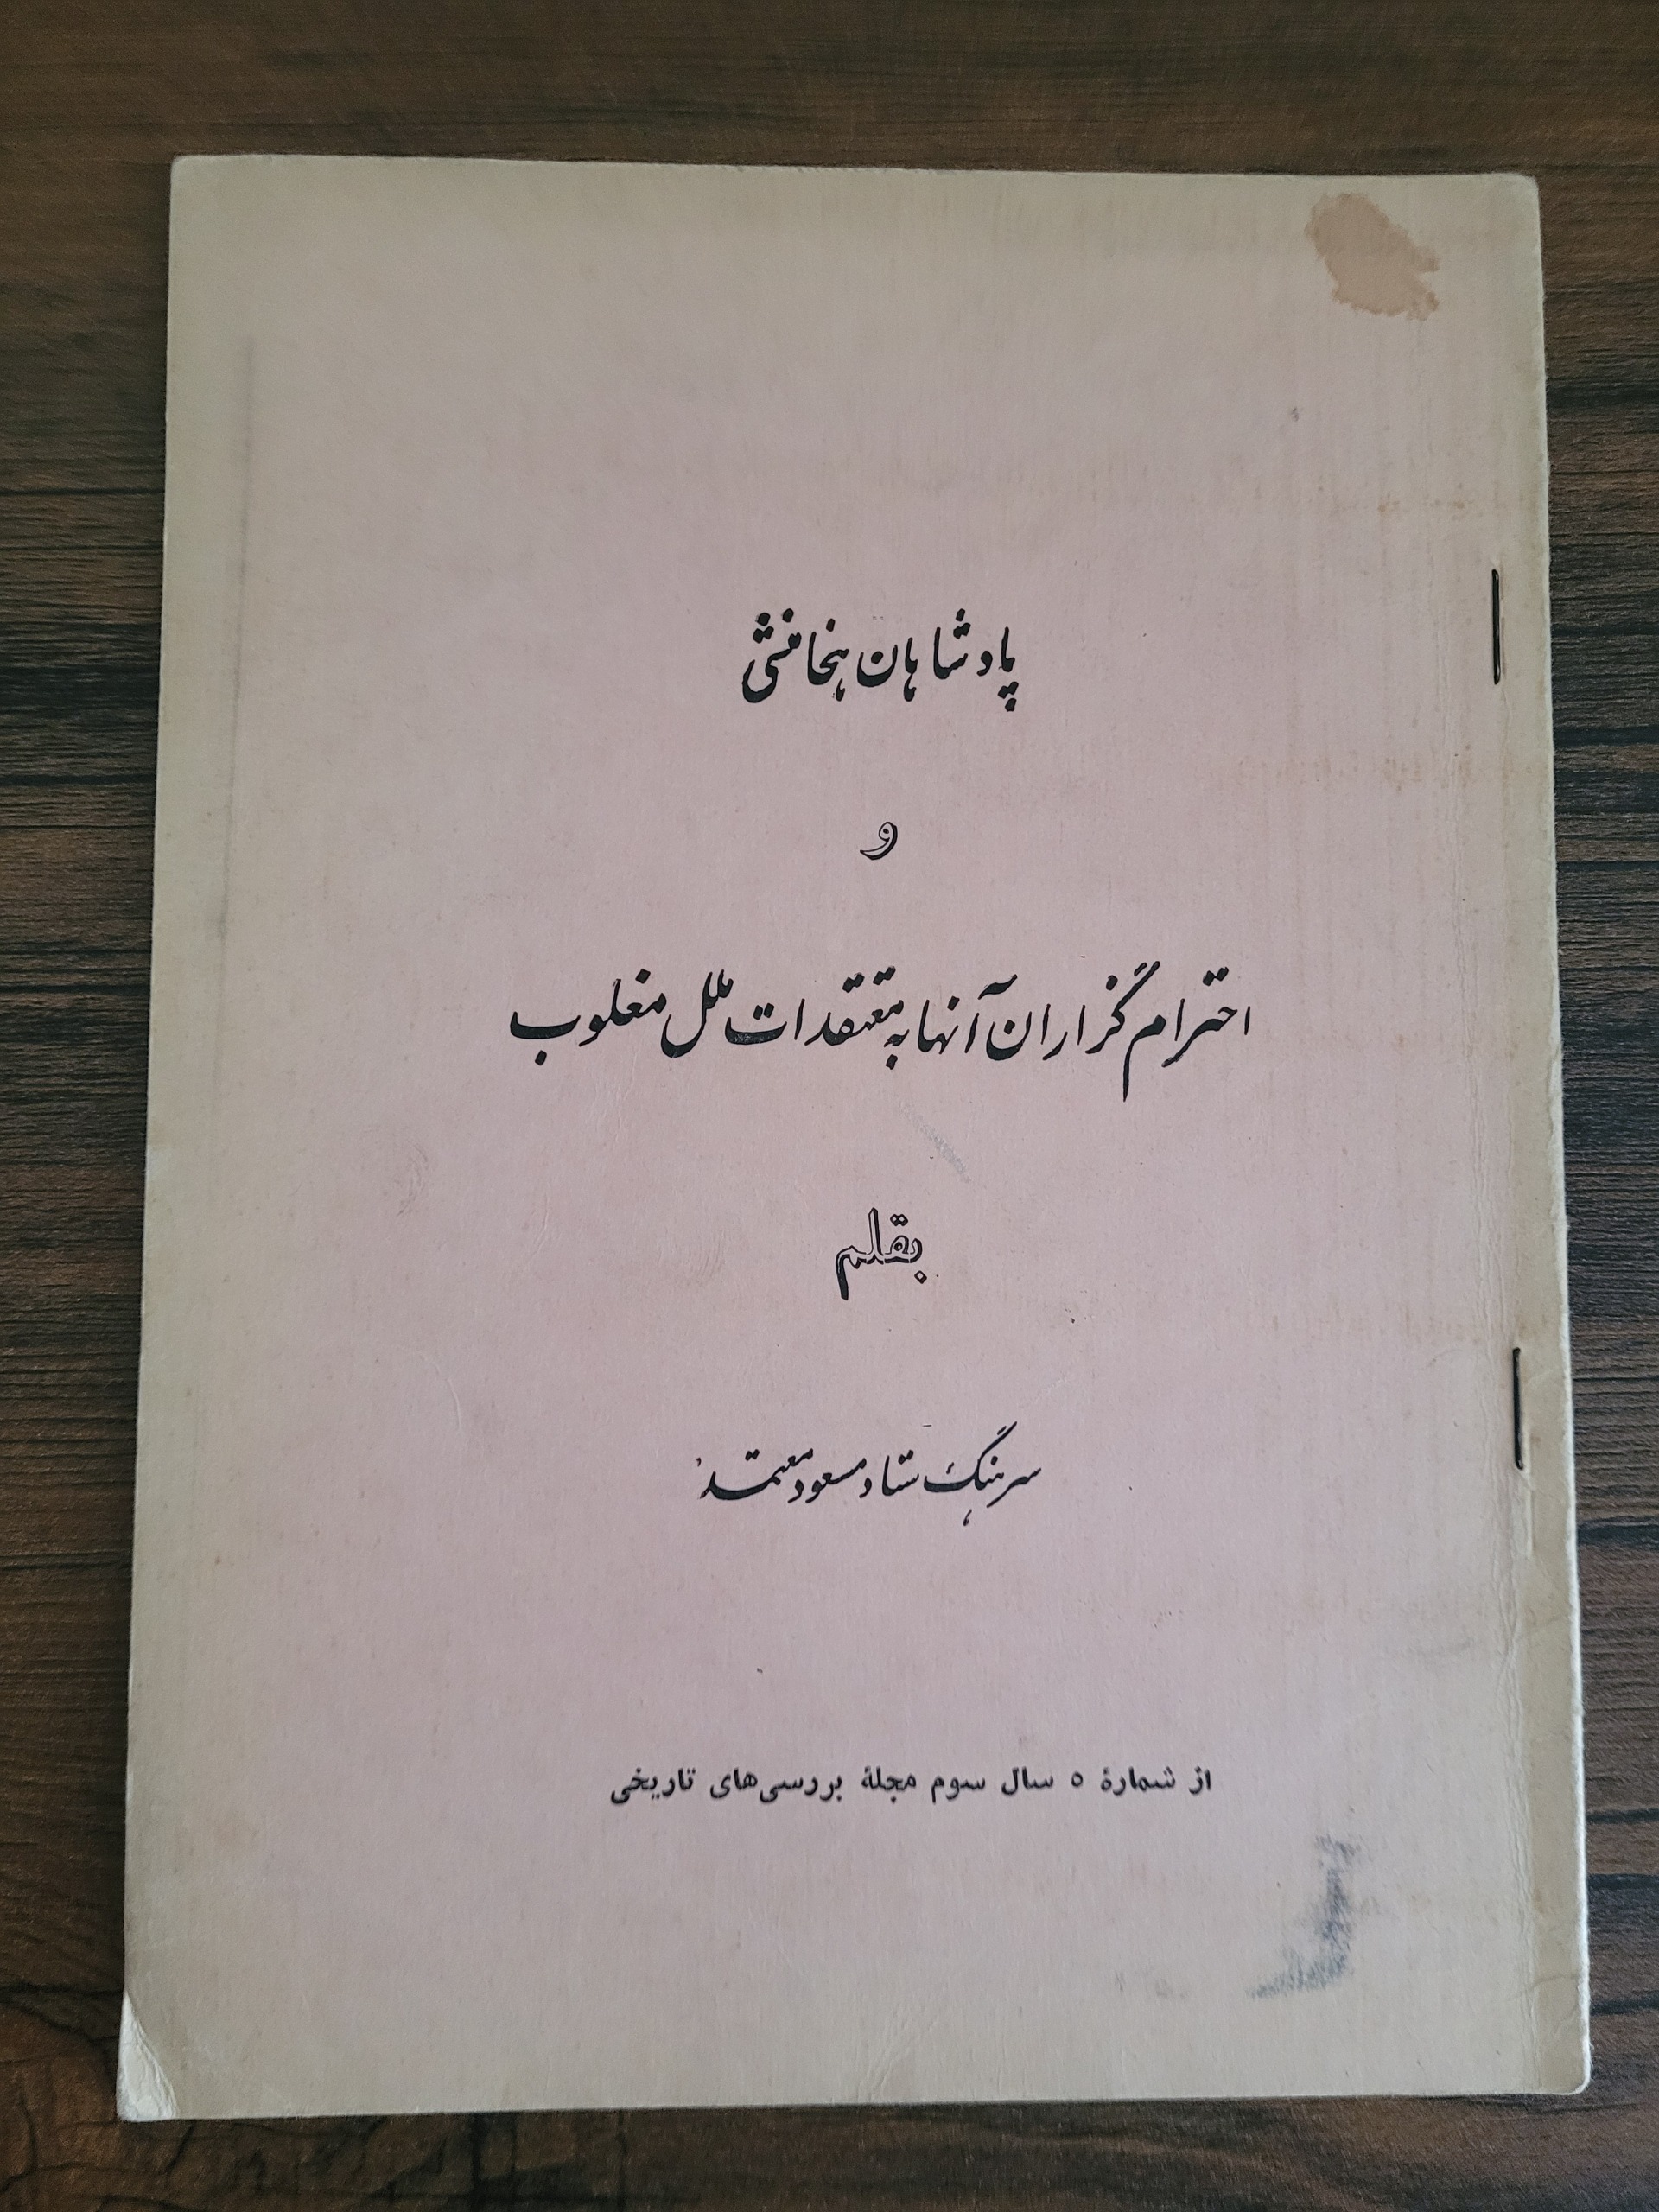 پادشاهان هخامنشی
و
احترام گزاران آنها به معتقدات ملل مغلوب
بقلم
سرهنگ ستاد مسعود معتمد
از شمارهٔ ۵ سال سوم مجلهٔ بررسی‌های تاریخی